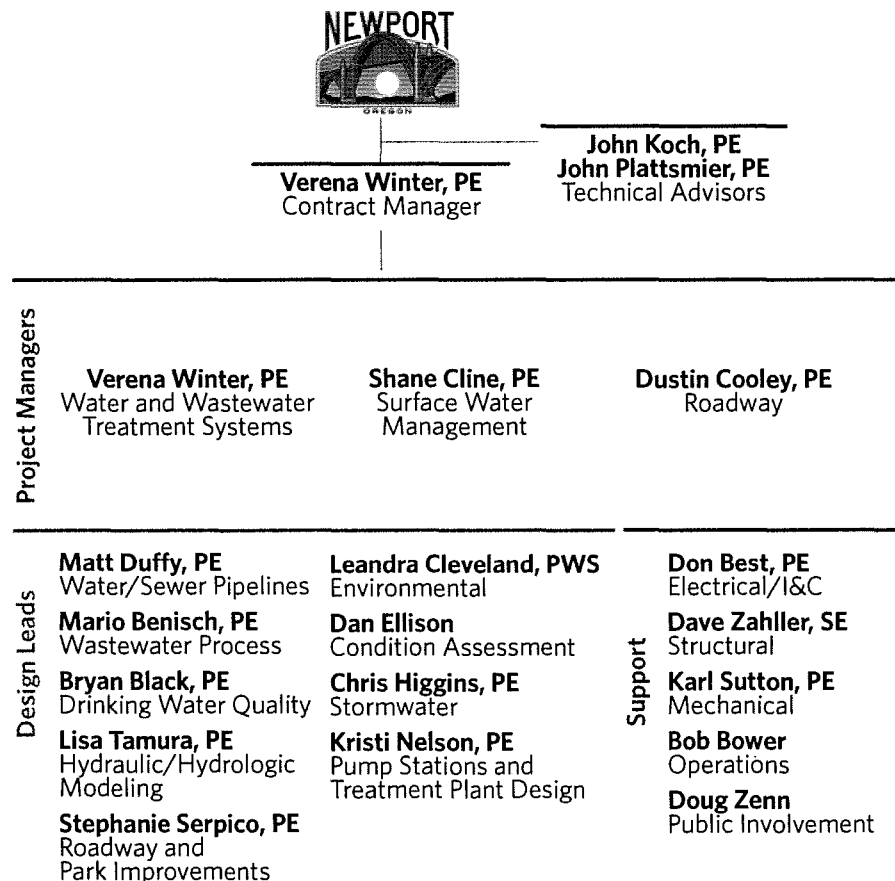 NEWPORT
OREGON
John Koch, PE
John Plattsmier, PE
Technical Advisors
Verena Winter, PE
Contract Manager
Project Managers
Verena Winter, PE
Water and Wastewater
Treatment Systems
Shane Cline, PE
Surface Water
Management
Dustin Cooley, PE
Roadway
Design Leads
Matt Duffy, PE
Water/Sewer Pipelines
Mario Benisch, PE
Wastewater Process
Bryan Black, PE
Drinking Water Quality
Lisa Tamura, PE
Hydraulic/Hydrologic
Modeling
Stephanie Serpico, PE
Roadway and
Park Improvements
Leandra Cleveland, PWS
Environmental
Dan Ellison
Condition Assessment
Chris Higgins, PE
Stormwater
Kristi Nelson, PE
Pump Stations and
Treatment Plant Design
Support
Don Best, PE
Electrical/I&C
Dave Zahller, SE
Structural
Karl Sutton, PE
Mechanical
Bob Bower
Operations
Doug Zenn
Public Involvement